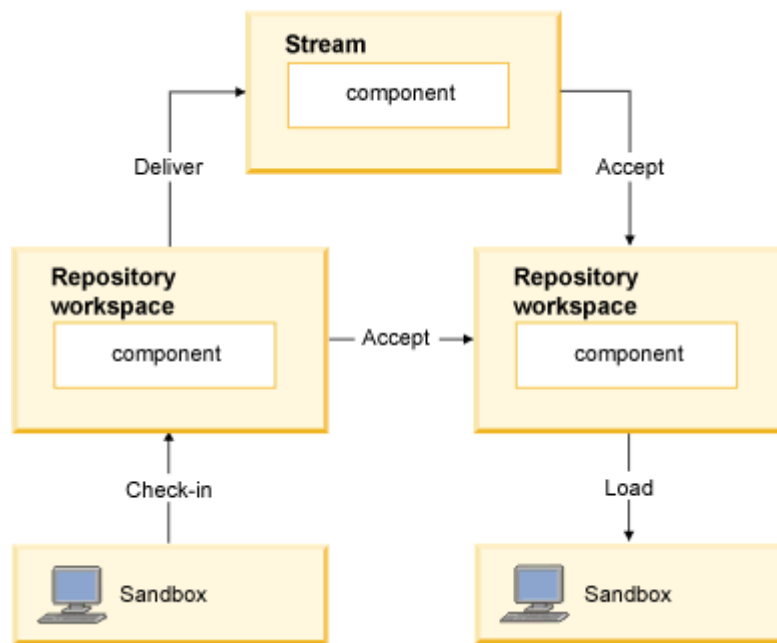 Stream
component
Deliver
Accept
Repository
workspace
component
Accept
Repository
workspace
component
Check-in
Load
Sandbox
Sandbox